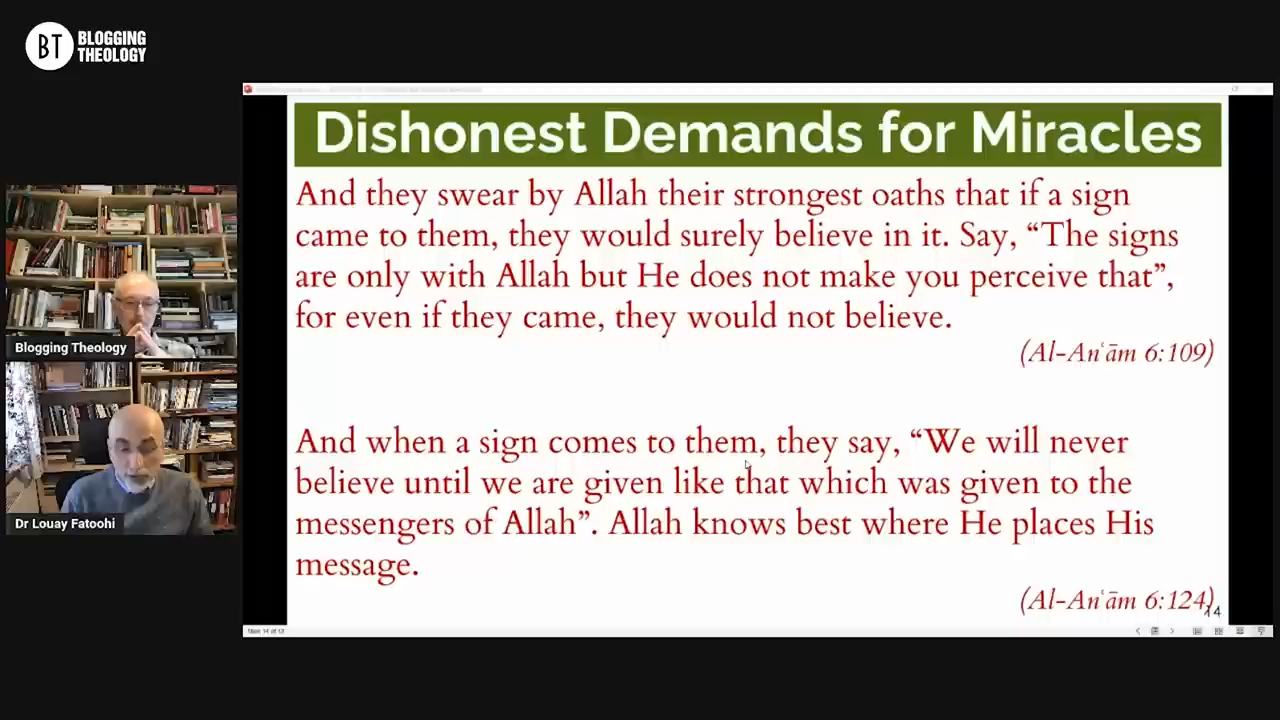 BT BLOGGING
THEOLOGY
Dishonest Demands for Miracles
And they swear by Allah their strongest oaths that if a sign
came to them, they would surely believe in it. Say, “The signs
are only with Allah but He does not make you perceive that”,
for even if they came, they would not believe.
(Al-Anʿām 6:109)
And when a sign comes to them, they say, “We will never
believe until we are given like that which was given to the
messengers of Allah”. Allah knows best where He places His
message.
(Al-Anʿām 6:124)
14
Blogging Theology
Dr Louay Fatoohi